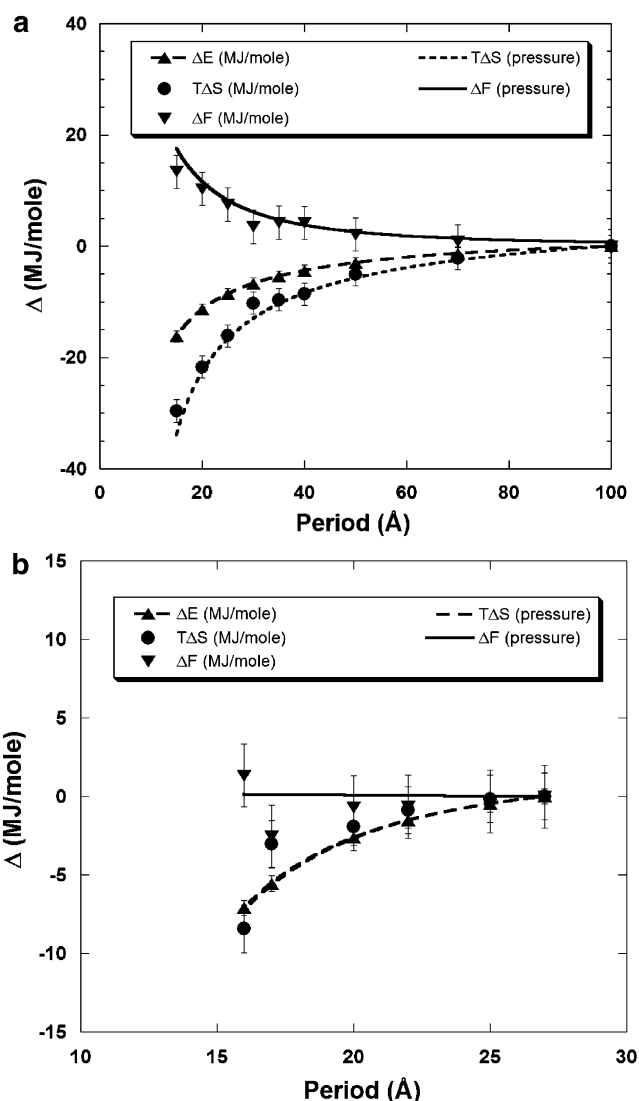 a
40
ΔE (MJ/mole) TΔS (pressure)
TΔS (MJ/mole) ΔF (pressure)
ΔF (MJ/mole)
20
0
-20
-40
Δ (MJ/mole)
0 20 40 60 80 100
Period (Å)
b
15
10
ΔE (MJ/mole) TΔS (pressure)
TΔS (MJ/mole) ΔF (pressure)
ΔF (MJ/mole)
5
0
-5
-10
-15
Δ (MJ/mole)
10 15 20 25 30
Period (Å)